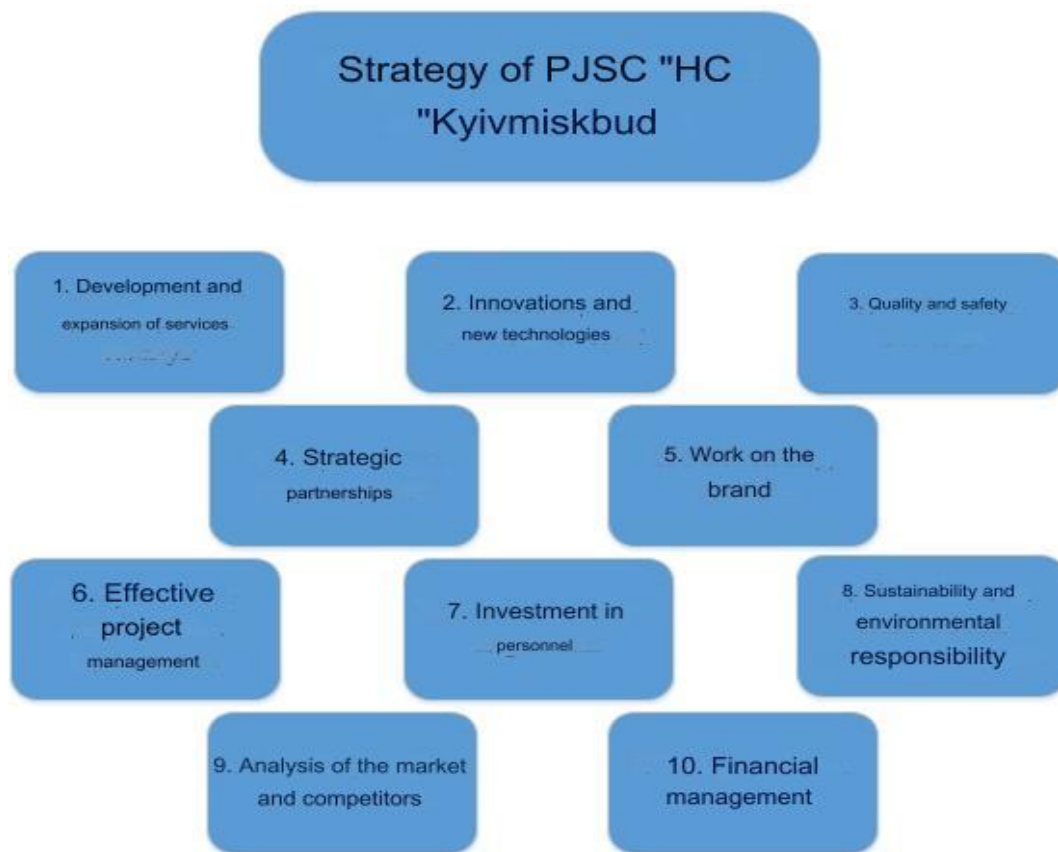 Strategy of PJSC "HC
"Kyivmiskbud
1. Development and
expansion of services
2. Innovations and
new technologies
3. Quality and safety
4. Strategic
partnerships
5. Work on the
brand
6. Effective
project
management
7. Investment in
personnel
8. Sustainability and
environmental
responsibility
9. Analysis of the market
and competitors
10. Financial
management